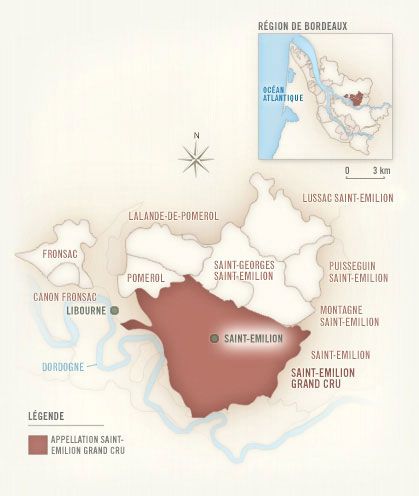 RÉGION DE BORDEAUX
OCÉAN
ATLANTIQUE
0 3 km
N
LUSSAC SAINT-EMILION
LALANDE-DE-POMEROL
FRONSAC
SAINT-GEORGES
SAINT-EMILION
PUISSEGUIN
SAINT-EMILION
POMEROL
CANON FRONSAC
LIBOURNE
MONTAGNE
SAINT-EMILION
SAINT-EMILION
SAINT-EMILION
DORDOGNE
SAINT-EMILION
GRAND CRU
LÉGENDE
APPELLATION SAINT-
EMILION GRAND CRU